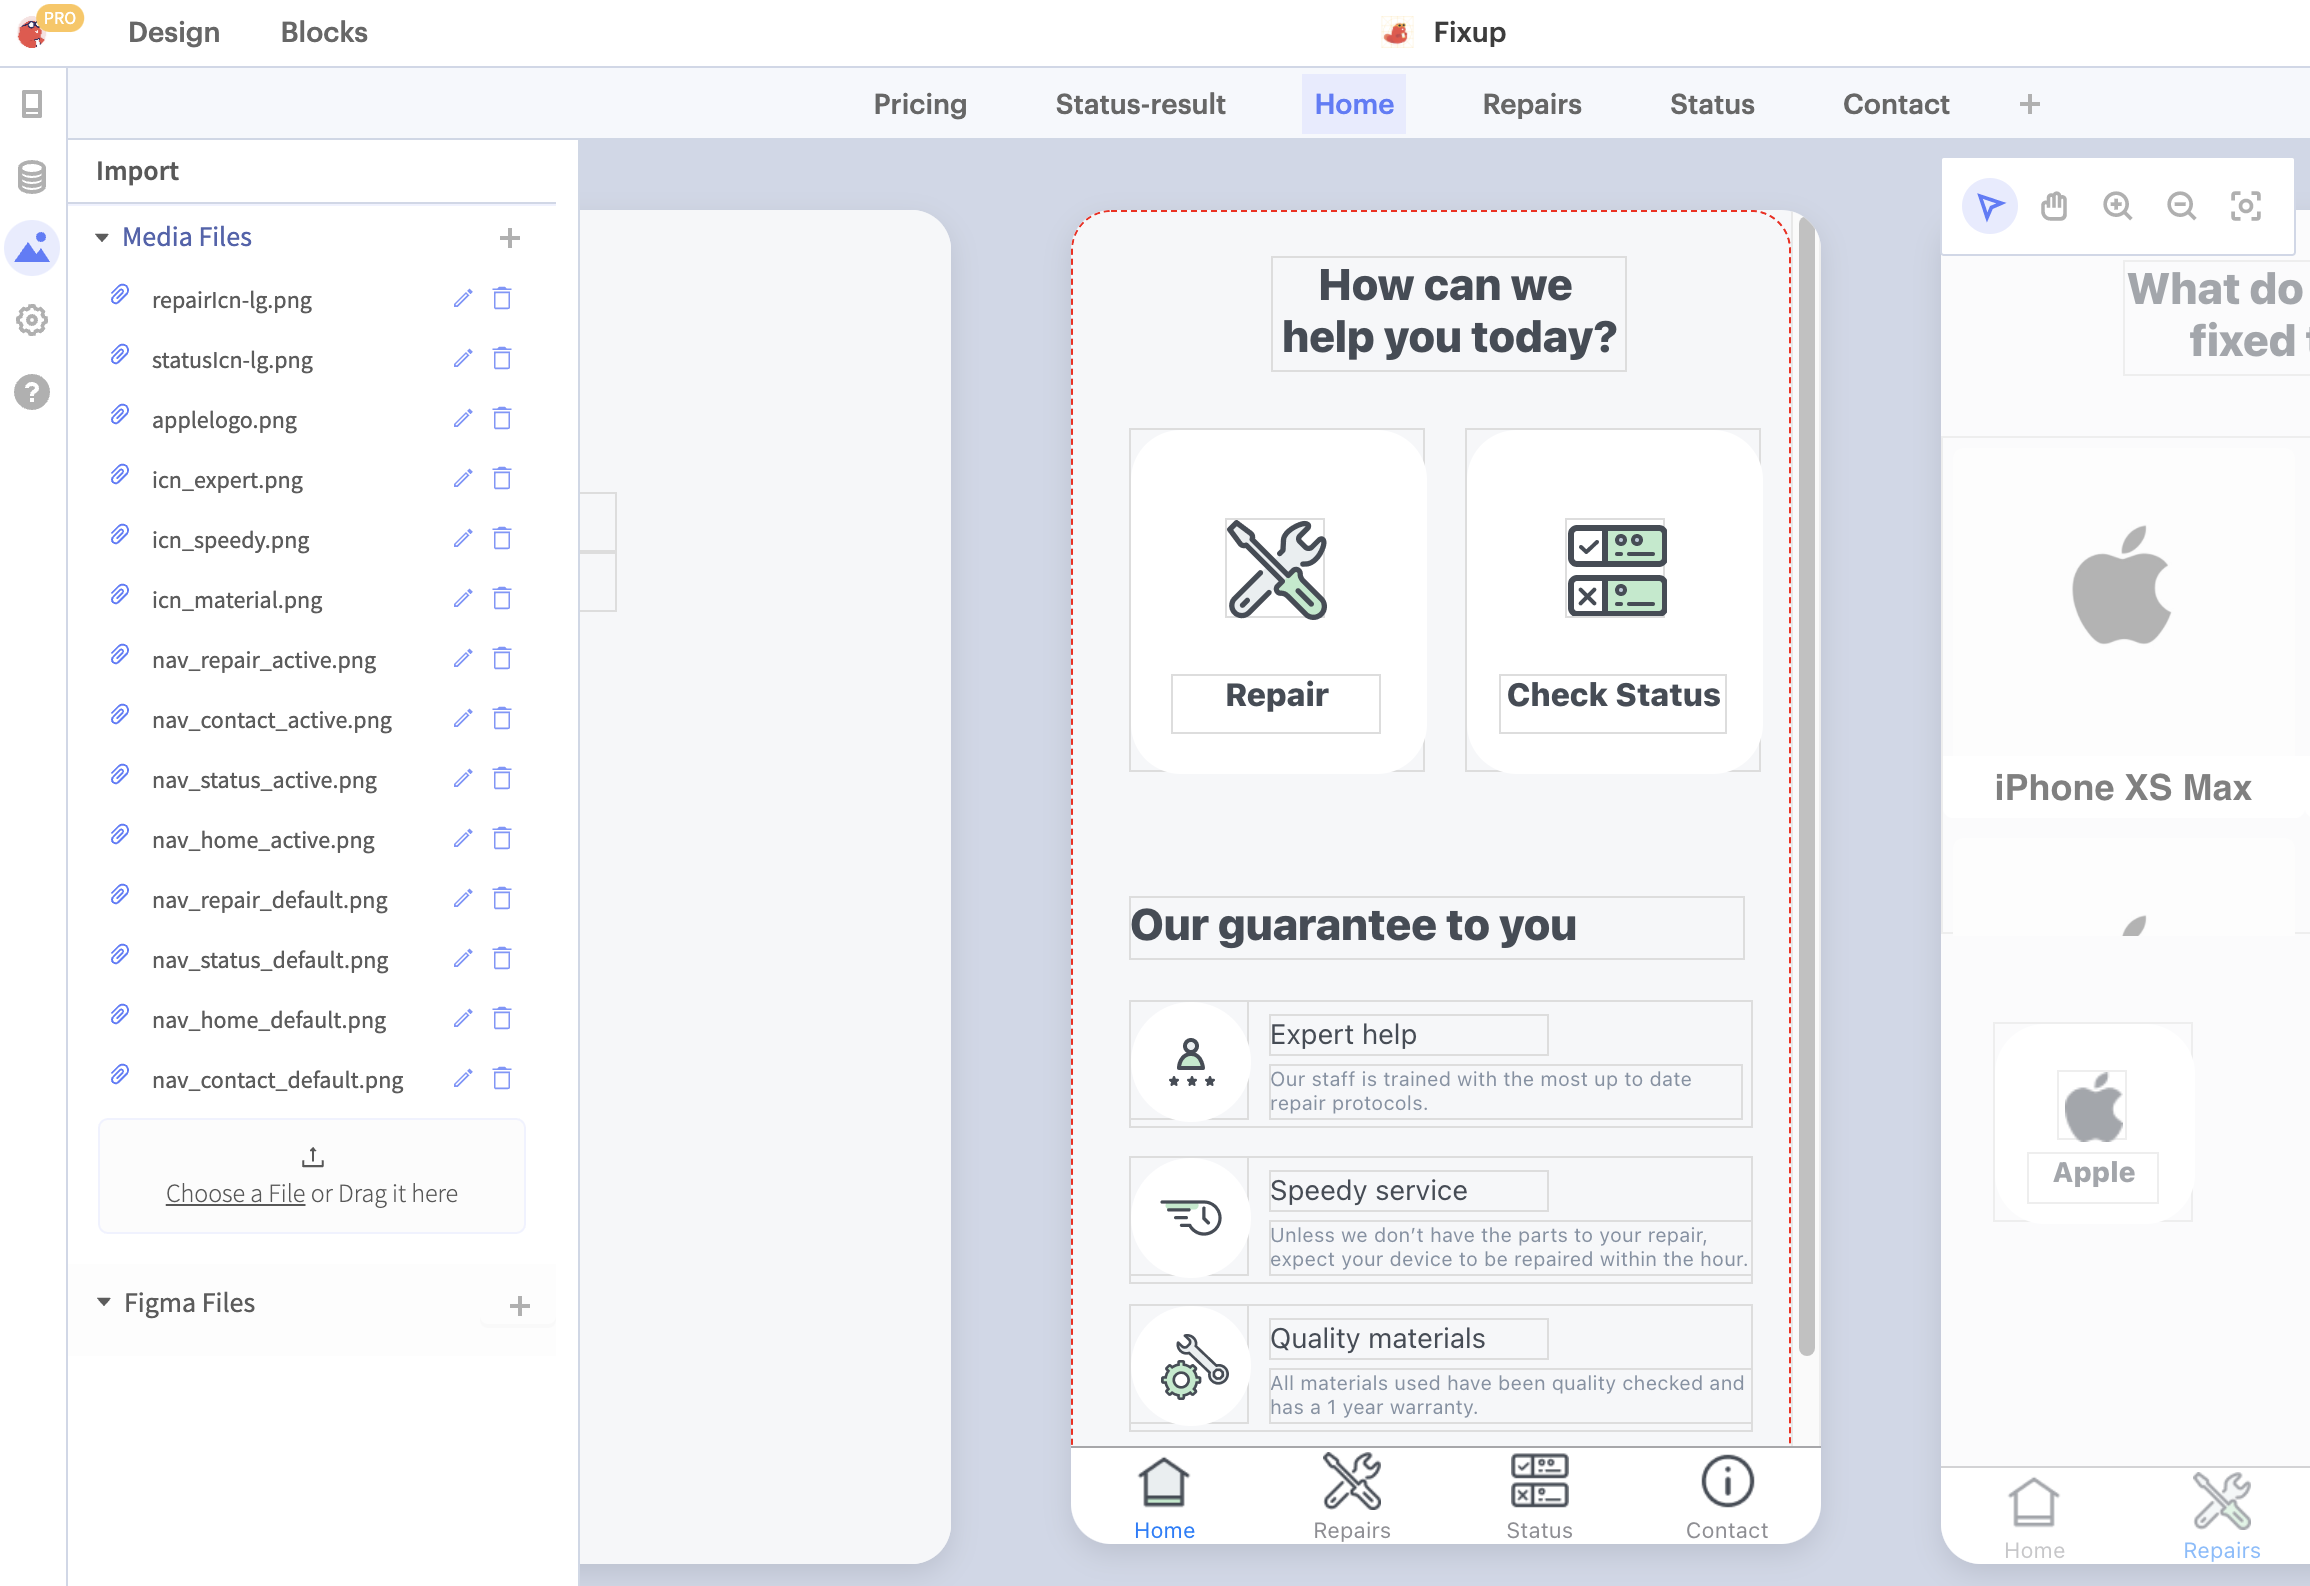 PRO
Design
Blocks
Fixup
Pricing
Status-result
Home
Repairs
Status
Contact
Import
Media Files
repairIcn-lg.png
statusIcn-lg.png
applelogo.png
icn_expert.png
icn_speedy.png
icn_material.png
nav_repair_active.png
nav_contact_active.png
nav_status_active.png
nav_home_active.png
nav_repair_default.png
nav_status_default.png
nav_home_default.png
nav_contact_default.png
Choose a File or Drag it here
Figma Files
How can we
help you today?
Repair
Check Status
Our guarantee to you
Expert help
Our staff is trained with the most up to date
repair protocols.
Speedy service
Unless we don’t have the parts to your repair,
expect your device to be repaired within the hour.
Quality materials
All materials used have been quality checked and
has a 1 year warranty.
Home
Repairs
Status
Contact
What do
fixed
iPhone XS Max
Apple
Home
Repairs